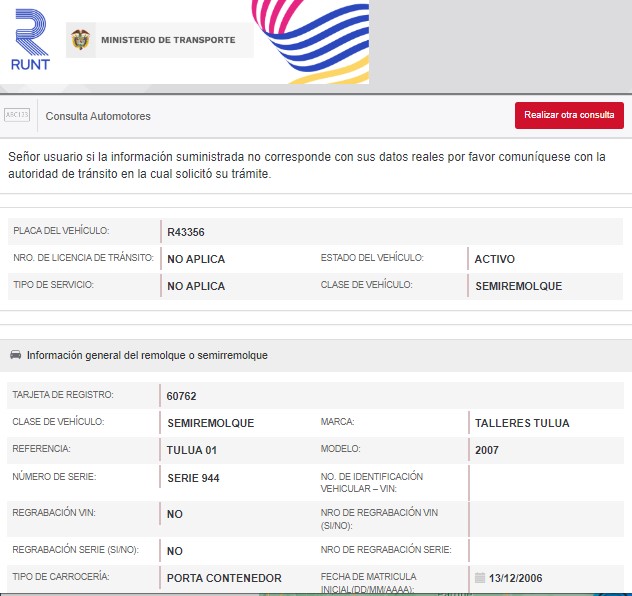 RUNT
MINISTERIO DE TRANSPORTE
Consulta Automotores
Realizar otra consulta
Señor usuario si la información suministrada no corresponde con sus datos reales por favor comuníquese con la
autoridad de tránsito en la cual solicitó su trámite.
PLACA DEL VEHÍCULO: R43356
NRO. DE LICENCIA DE TRÁNSITO: NO APLICA ESTADO DEL VEHÍCULO: ACTIVO
TIPO DE SERVICIO: NO APLICA CLASE DE VEHÍCULO: SEMIREMOLQUE
Información general del remolque o semirremolque
TARJETA DE REGISTRO: 60762
CLASE DE VEHÍCULO: SEMIREMOLQUE MARCA: TALLERES TULUA
REFERENCIA: TULUA 01 MODELO: 2007
NÚMERO DE SERIE: SERIE 944 NO. DE IDENTIFICACIÓN
VEHICULAR – VIN:
REGRABACIÓN VIN: NO NRO DE REGRABACIÓN VIN
(SI/NO):
REGRABACIÓN SERIE (SI/NO): NO NRO DE REGRABACIÓN SERIE:
TIPO DE CARROCERÍA: PORTA CONTENEDOR FECHA DE MATRICULA 13/12/2006
INICIAL(DD/MM/AAAA):